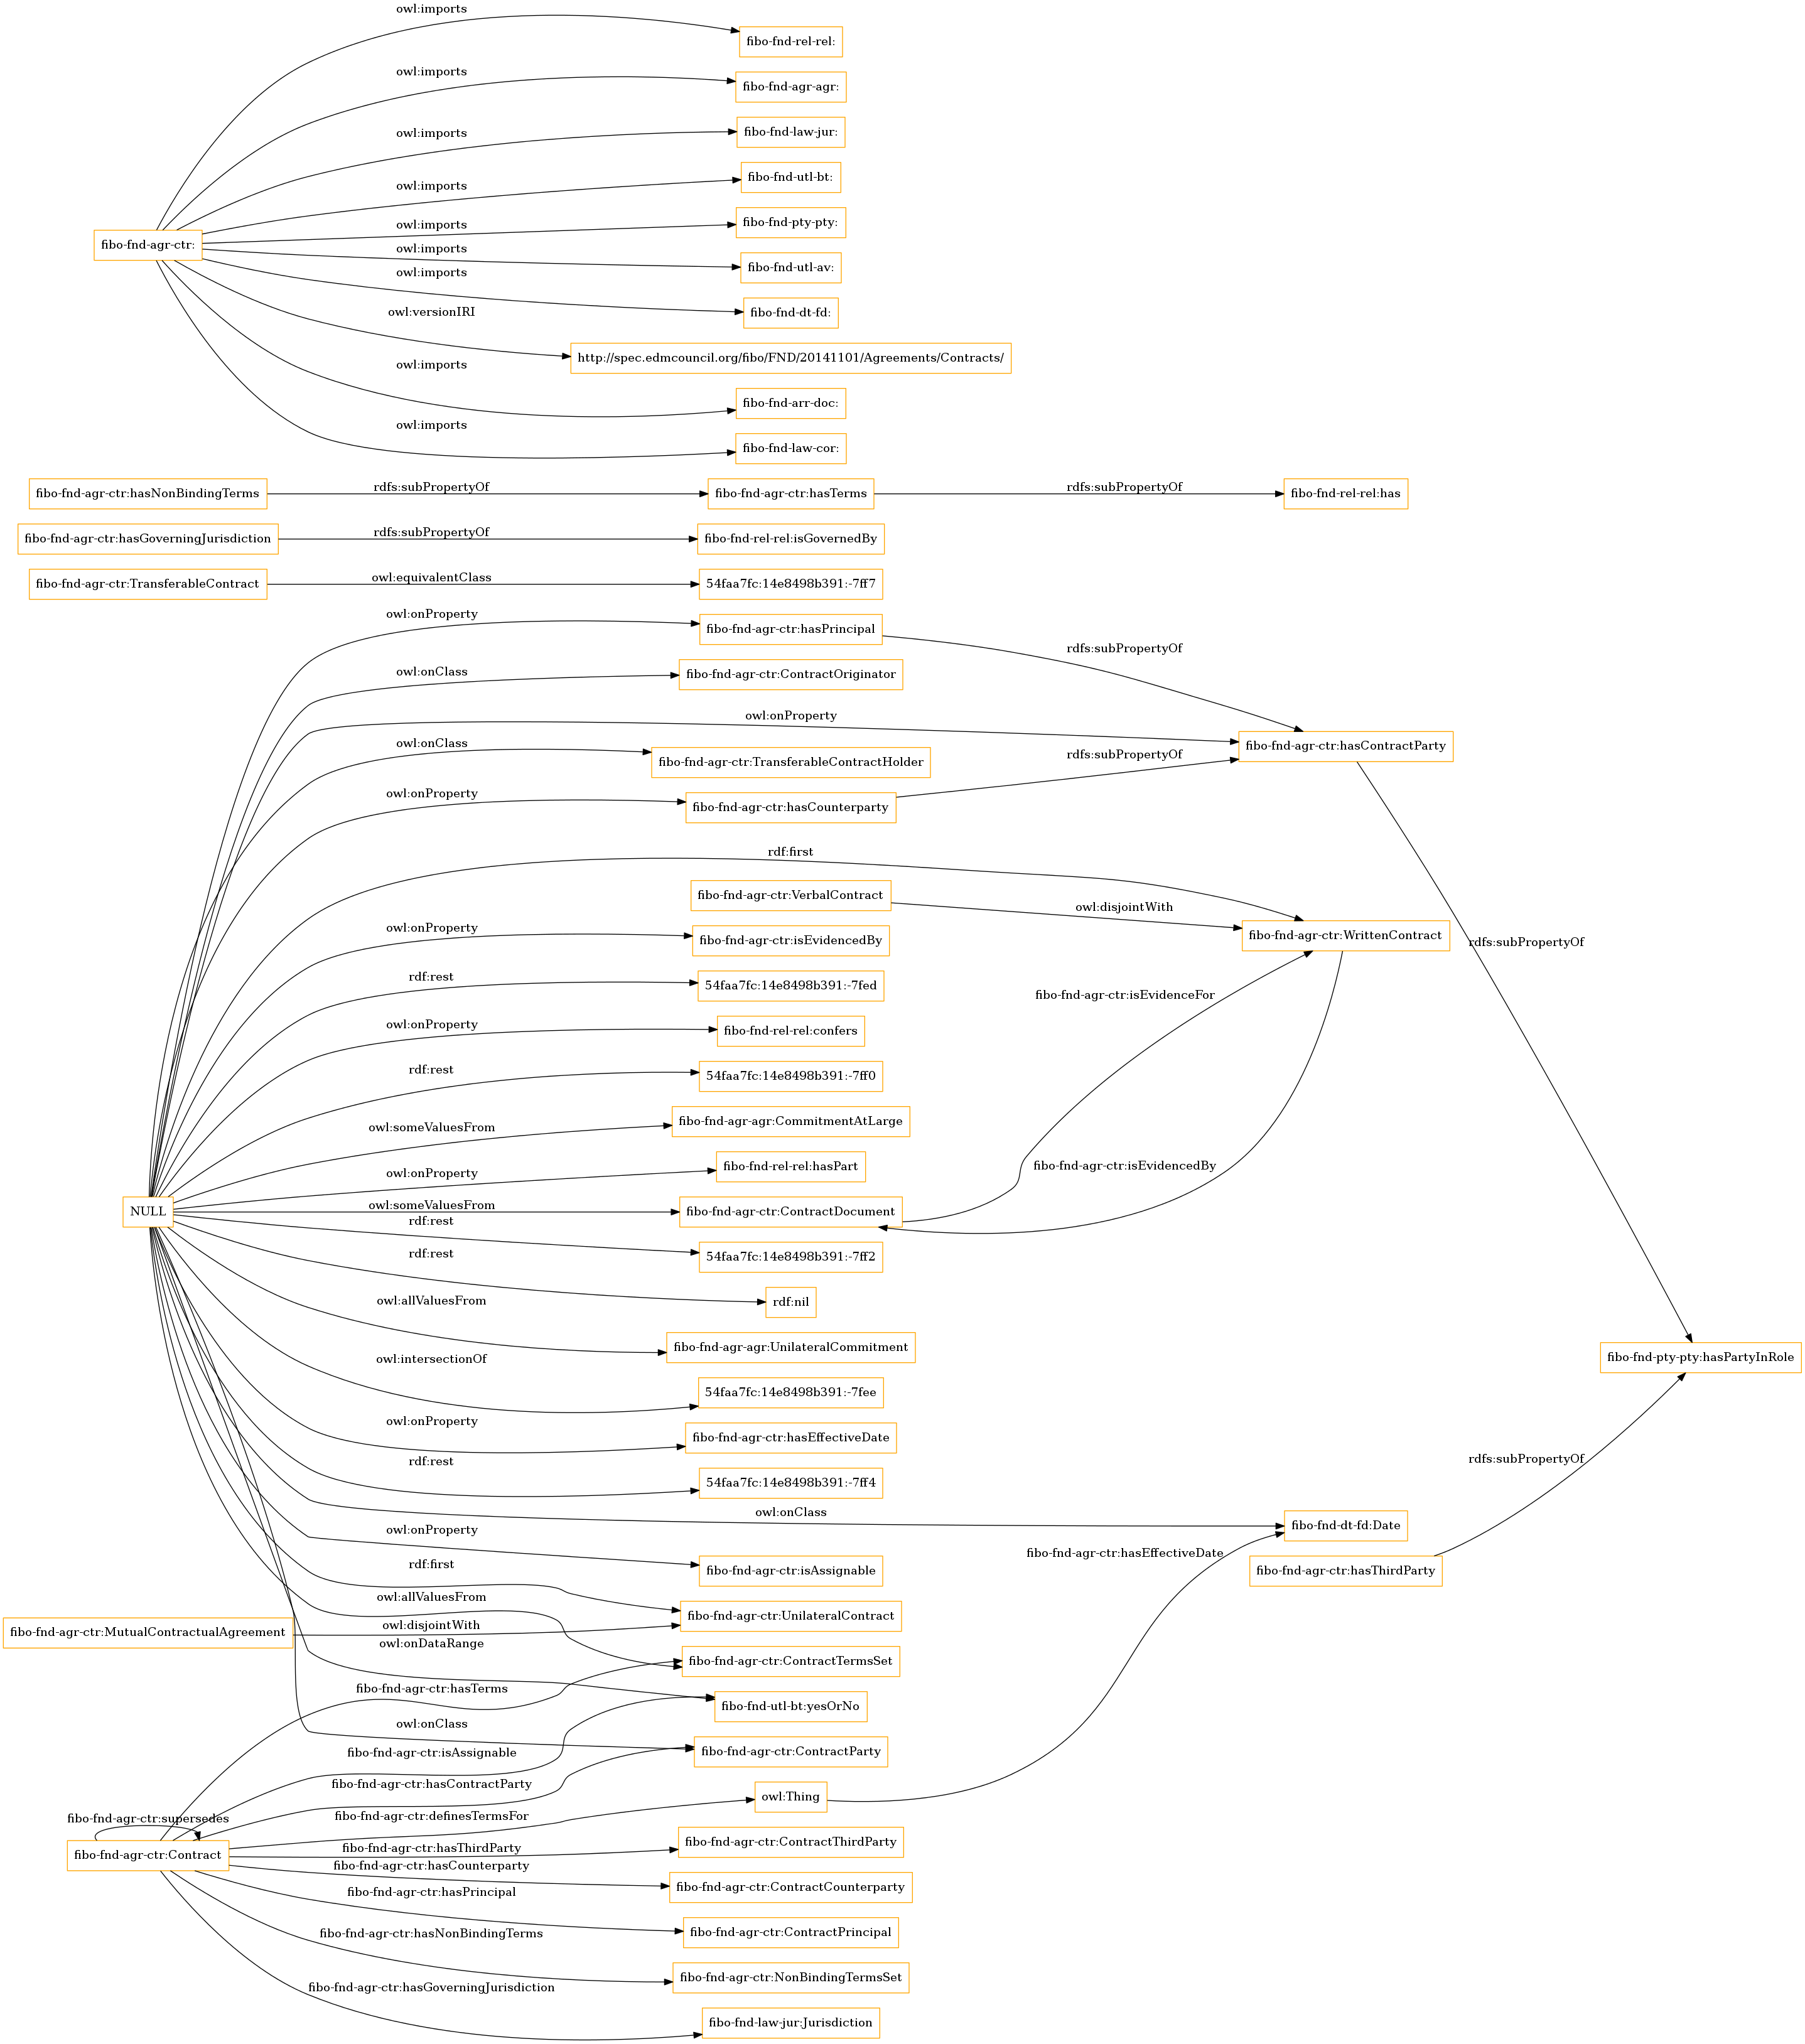 owl:imports
fibo-fnd-rel-rel:
owl:imports
fibo-fnd-agr-agr:
owl:imports
fibo-fnd-law-jur:
owl:imports
fibo-fnd-utl-bt:
owl:imports
fibo-fnd-pty-pty:
fibo-fnd-agr-ctr:
owl:imports
fibo-fnd-utl-av:
owl:imports
fibo-fnd-dt-fd:
owl:versionIRI
http://spec.edmcouncil.org/fibo/FND/20141101/Agreements/Contracts/
owl:imports
fibo-fnd-arr-doc:
owl:imports
fibo-fnd-law-cor:
fibo-fnd-agr-ctr:hasNonBindingTerms
rdfs:subPropertyOf
fibo-fnd-agr-ctr:hasTerms
rdfs:subPropertyOf
fibo-fnd-rel-rel:has
fibo-fnd-agr-ctr:hasGoverningJurisdiction
rdfs:subPropertyOf
fibo-fnd-rel-rel:isGovernedBy
fibo-fnd-agr-ctr:TransferableContract
owl:equivalentClass
54faa7fc:14e8498b391:-7ff7
owl:onProperty
fibo-fnd-agr-ctr:hasPrincipal
rdfs:subPropertyOf
owl:onClass
fibo-fnd-agr-ctr:ContractOriginator
owl:onProperty
fibo-fnd-agr-ctr:hasContractParty
owl:onClass
fibo-fnd-agr-ctr:TransferableContractHolder
rdfs:subPropertyOf
owl:onProperty
fibo-fnd-agr-ctr:hasCounterparty
rdf:first
fibo-fnd-agr-ctr:VerbalContract
owl:disjointWith
fibo-fnd-agr-ctr:WrittenContract
owl:onProperty
fibo-fnd-agr-ctr:isEvidencedBy
rdfs:subPropertyOf
rdf:rest
54faa7fc:14e8498b391:-7fed
fibo-fnd-agr-ctr:isEvidenceFor
owl:onProperty
fibo-fnd-rel-rel:confers
rdf:rest
54faa7fc:14e8498b391:-7ff0
owl:someValuesFrom
fibo-fnd-agr-agr:CommitmentAtLarge
owl:onProperty
fibo-fnd-rel-rel:hasPart
fibo-fnd-agr-ctr:isEvidencedBy
NULL
owl:someValuesFrom
fibo-fnd-agr-ctr:ContractDocument
rdf:rest
54faa7fc:14e8498b391:-7ff2
rdf:rest
rdf:nil
owl:allValuesFrom
fibo-fnd-agr-agr:UnilateralCommitment
fibo-fnd-pty-pty:hasPartyInRole
owl:intersectionOf
54faa7fc:14e8498b391:-7fee
owl:onProperty
fibo-fnd-agr-ctr:hasEffectiveDate
rdf:rest
54faa7fc:14e8498b391:-7ff4
rdfs:subPropertyOf
owl:onClass
fibo-fnd-dt-fd:Date
owl:onProperty
fibo-fnd-agr-ctr:isAssignable
fibo-fnd-agr-ctr:hasEffectiveDate
fibo-fnd-agr-ctr:hasThirdParty
rdf:first
fibo-fnd-agr-ctr:UnilateralContract
owl:allValuesFrom
fibo-fnd-agr-ctr:MutualContractualAgreement
owl:disjointWith
owl:onDataRange
fibo-fnd-agr-ctr:ContractTermsSet
fibo-fnd-agr-ctr:hasTerms
fibo-fnd-utl-bt:yesOrNo
owl:onClass
fibo-fnd-agr-ctr:ContractParty
fibo-fnd-agr-ctr:isAssignable
fibo-fnd-agr-ctr:hasContractParty
owl:Thing
fibo-fnd-agr-ctr:supersedes
fibo-fnd-agr-ctr:definesTermsFor
fibo-fnd-agr-ctr:Contract
fibo-fnd-agr-ctr:hasThirdParty
fibo-fnd-agr-ctr:ContractThirdParty
fibo-fnd-agr-ctr:hasCounterparty
fibo-fnd-agr-ctr:ContractCounterparty
fibo-fnd-agr-ctr:hasPrincipal
fibo-fnd-agr-ctr:ContractPrincipal
fibo-fnd-agr-ctr:hasNonBindingTerms
fibo-fnd-agr-ctr:NonBindingTermsSet
fibo-fnd-agr-ctr:hasGoverningJurisdiction
fibo-fnd-law-jur:Jurisdiction